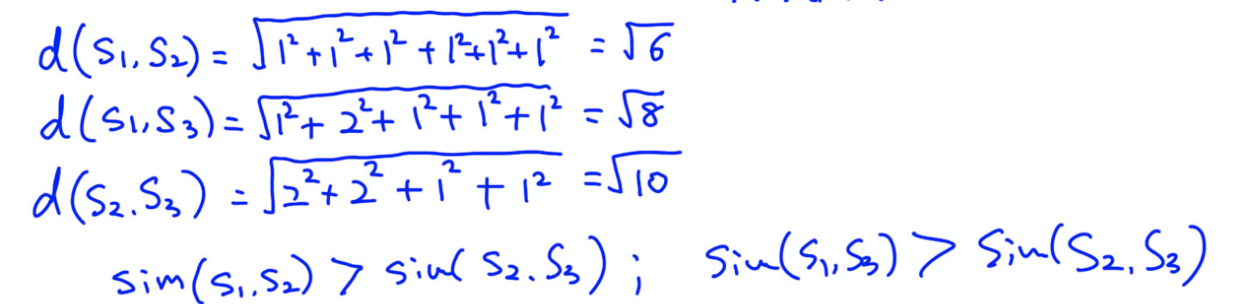 d(S₁,S₂) = √(1²+1²+1²+1²+1²+1²) = √6
d(S₁,S₃) = √(1²+2²+1²+1²+1²) = √8
d(S₂,S₃) = √(2²+2²+1²+1²) = √10
sim(S₁,S₂) > sim(S₂,S₃) ; sim(S₁,S₃) > Sim(S₂,S₃)